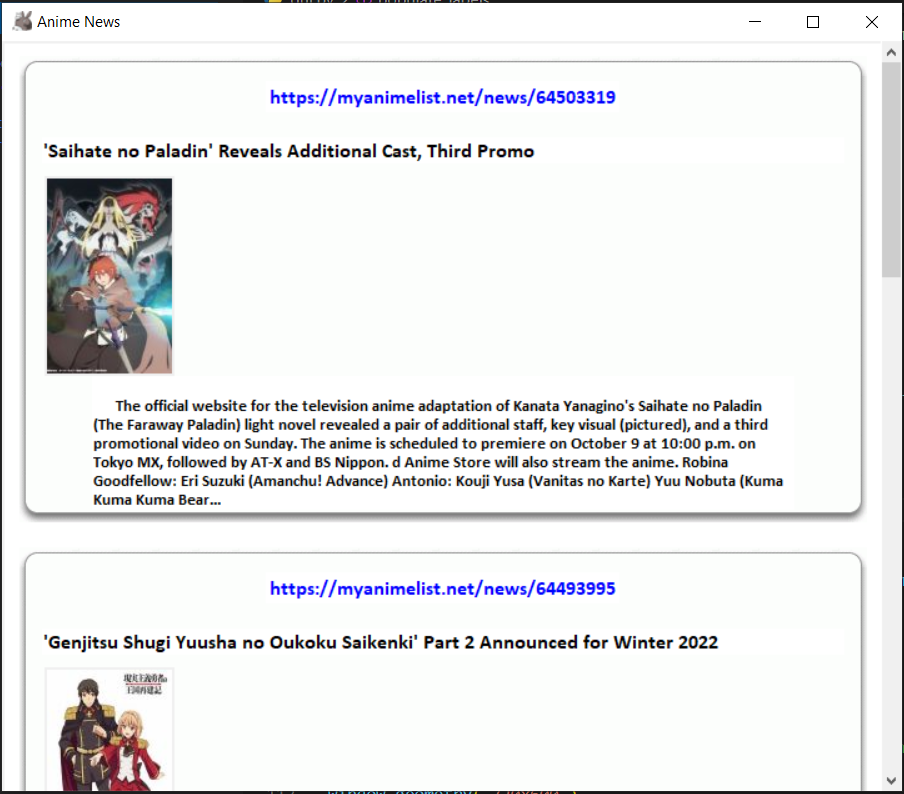 Anime News
https://myanimelist.net/news/64503319
'Saihate no Paladin' Reveals Additional Cast, Third Promo
The official website for the television anime adaptation of Kanata Yanagino's Saihate no Paladin
(The Faraway Paladin) light novel revealed a pair of additional staff, key visual (pictured), and a third
promotional video on Sunday. The anime is scheduled to premiere on October 9 at 10:00 p.m. on
Tokyo MX, followed by AT-X and BS Nippon. d Anime Store will also stream the anime. Robina
Goodfellow: Eri Suzuki (Amanchu! Advance) Antonio: Kouji Yusa (Vanitas no Karte) Yuu Nobuta (Kuma
Kuma Kuma Bear...
https://myanimelist.net/news/64493995
'Genjitsu Shugi Yuusha no Oukoku Saikenki' Part 2 Announced for Winter 2022
現実主義勇者の
王国再建記